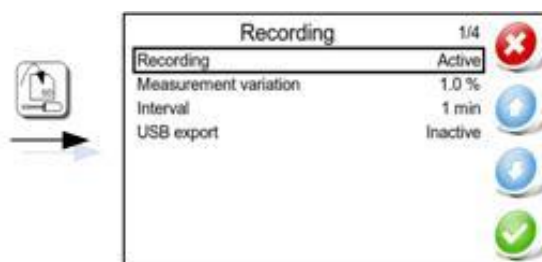 Recording 1/4
Recording Active
Measurement variation 1.0 %
Interval 1 min
USB export Inactive